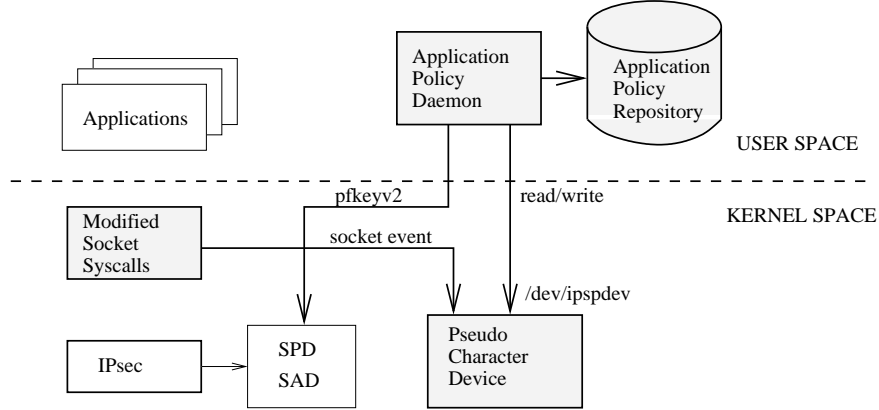 Applications
Application
Policy
Daemon
Application
Policy
Repository
USER SPACE
pfkeyv2
read/write
KERNEL SPACE
Modified
Socket
Syscalls
socket event
/dev/ipspdev
IPsec
SPD
SAD
Pseudo
Character
Device